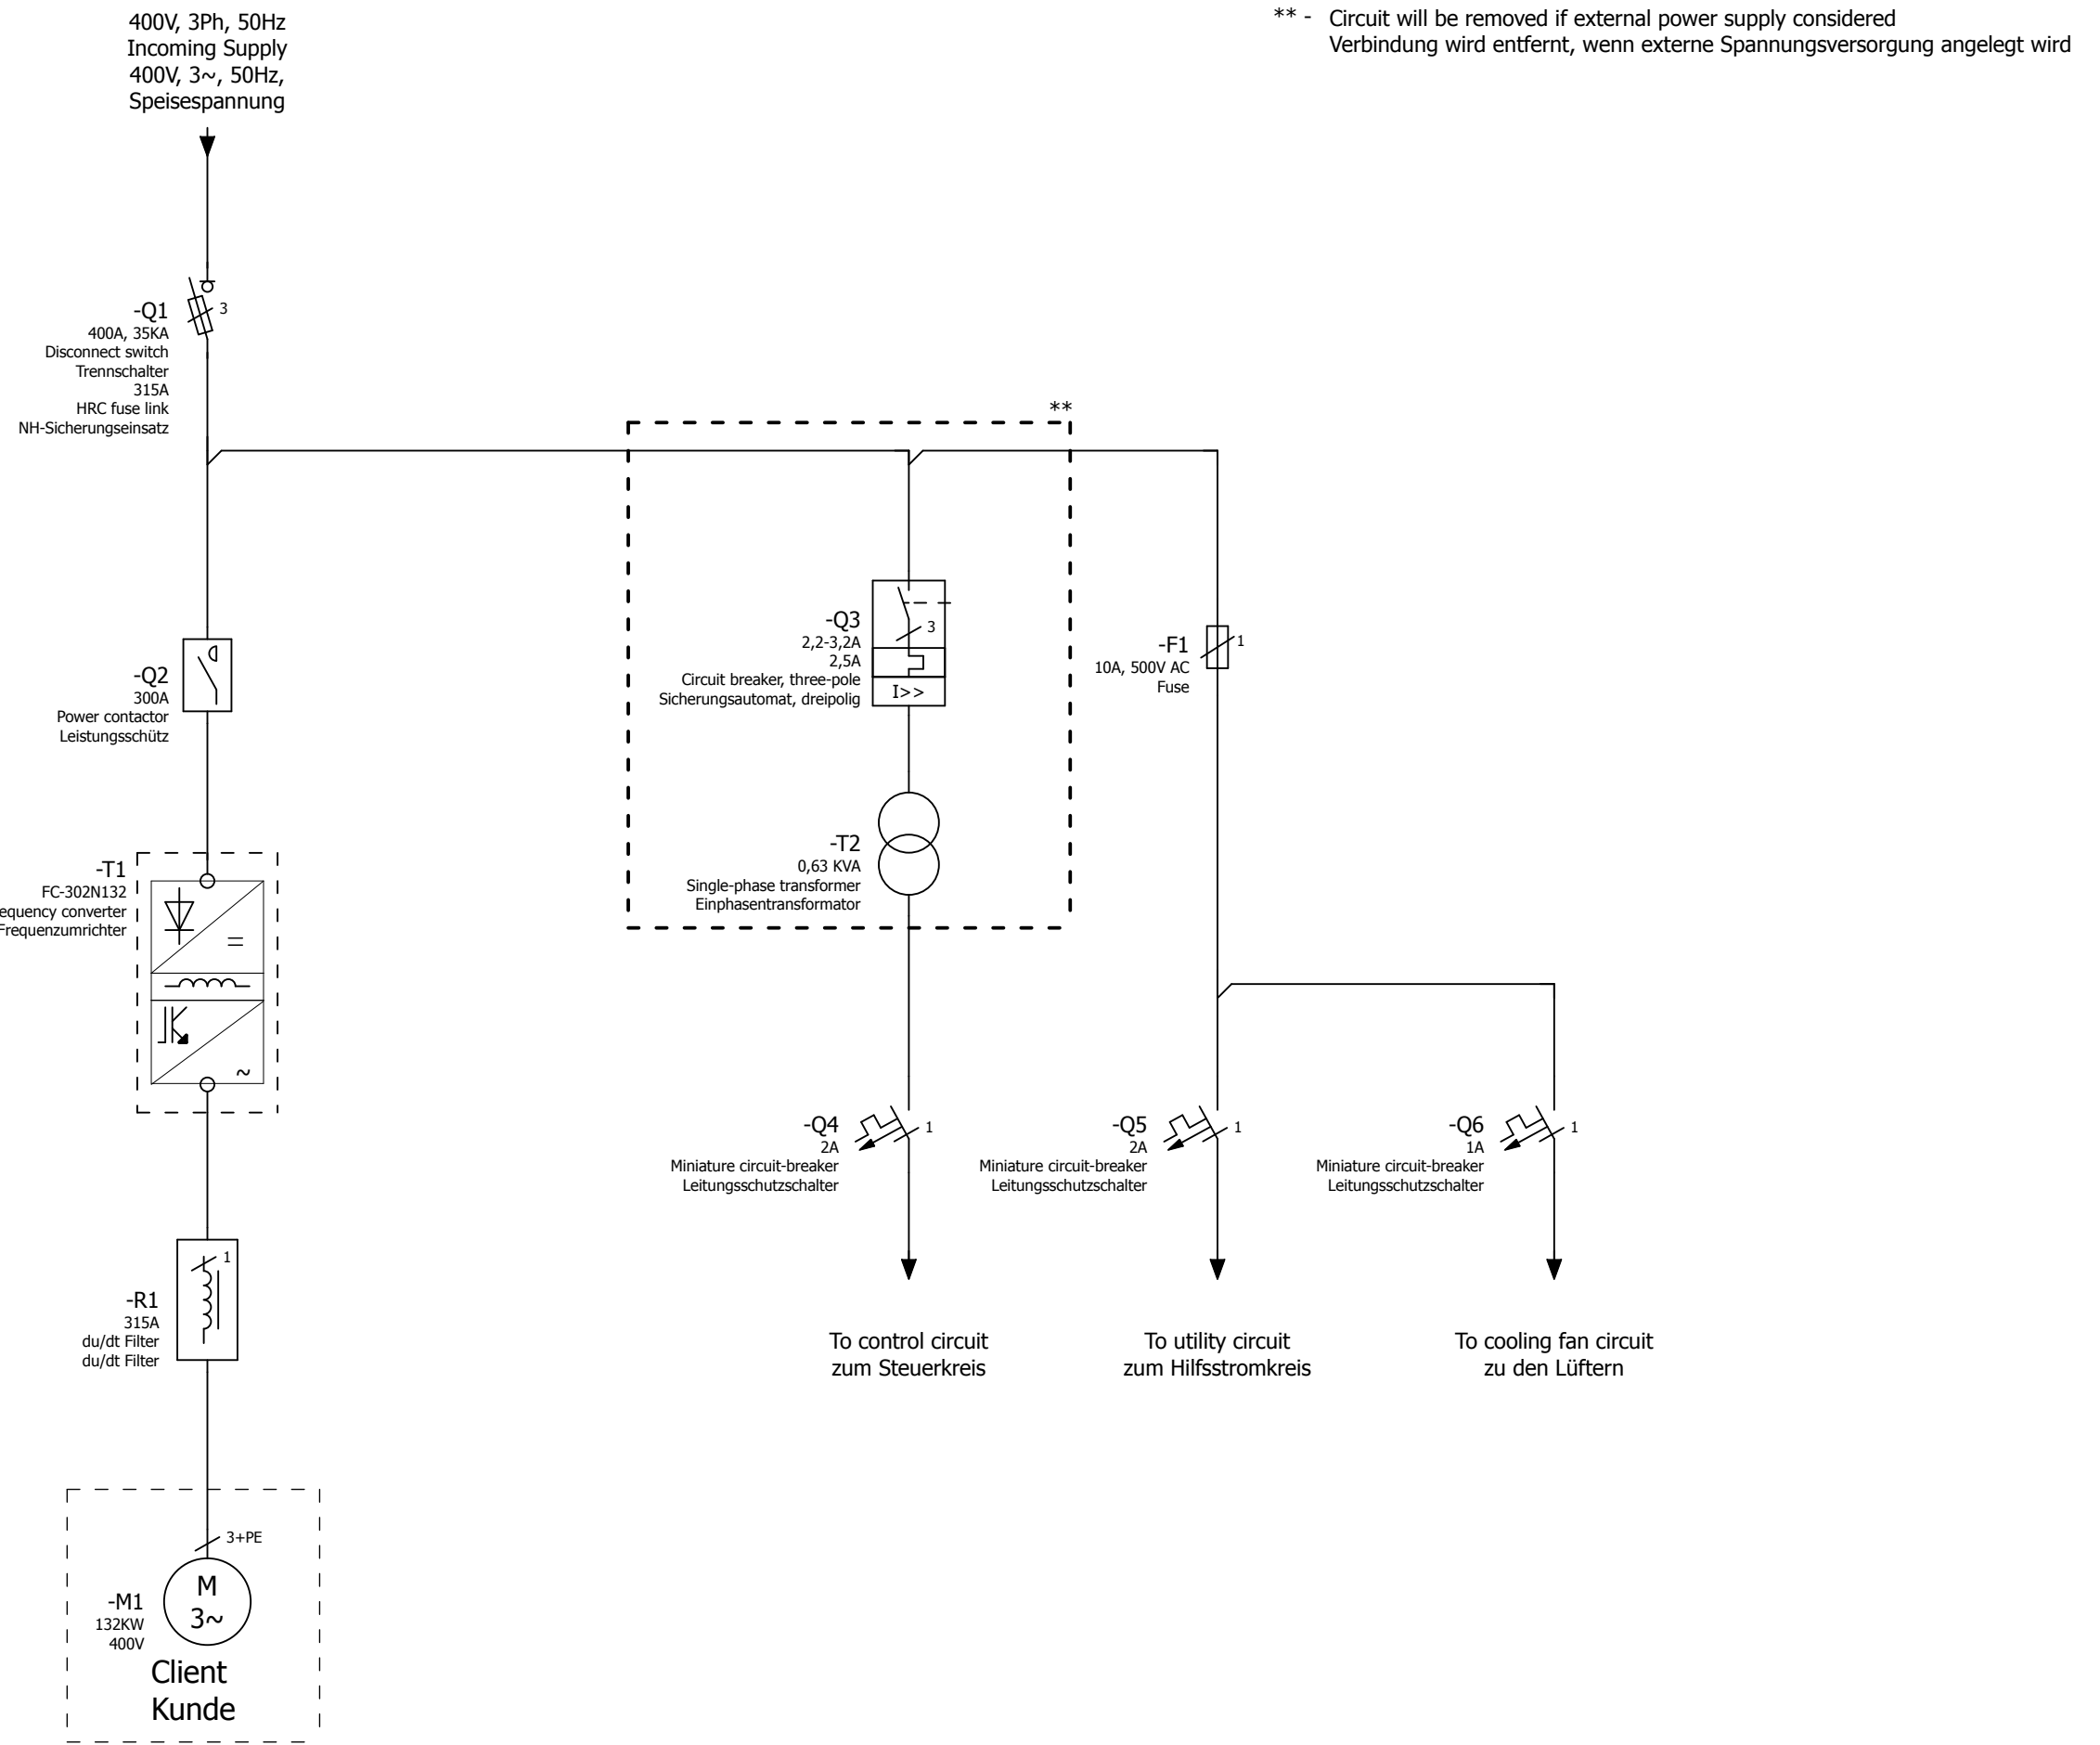 400V, 3Ph, 50Hz
Incoming Supply
400V, 3~, 50Hz,
Speisespannung
** - Circuit will be removed if external power supply considered
Verbindung wird entfernt, wenn externe Spannungsversorgung angelegt wird
-Q1
3
400A, 35KA
Disconnect switch
Trennschalter
315A
HRC fuse link
NH-Sicherungseinsatz
**
-Q2
300A
Power contactor
Leistungsschütz
-Q3
3
2,2-3,2A
2,5A
Circuit breaker, three-pole
Sicherungsautomat, dreipolig
I>>
-F1
1
10A, 500V AC
Fuse
-T2
0,63 KVA
Single-phase transformer
Einphasentransformator
-T1
FC-302N132
equency converter
Frequenzumrichter
=
~
-Q4
1
2A
Miniature circuit-breaker
Leitungsschutzschalter
-Q5
1
2A
Miniature circuit-breaker
Leitungsschutzschalter
-Q6
1
1A
Miniature circuit-breaker
Leitungsschutzschalter
-R1
1
315A
du/dt Filter
du/dt Filter
To control circuit
zum Steuerkreis
To utility circuit
zum Hilfsstromkreis
To cooling fan circuit
zu den Lüftern
3+PE
M
3~
-M1
132KW
400V
Client
Kunde